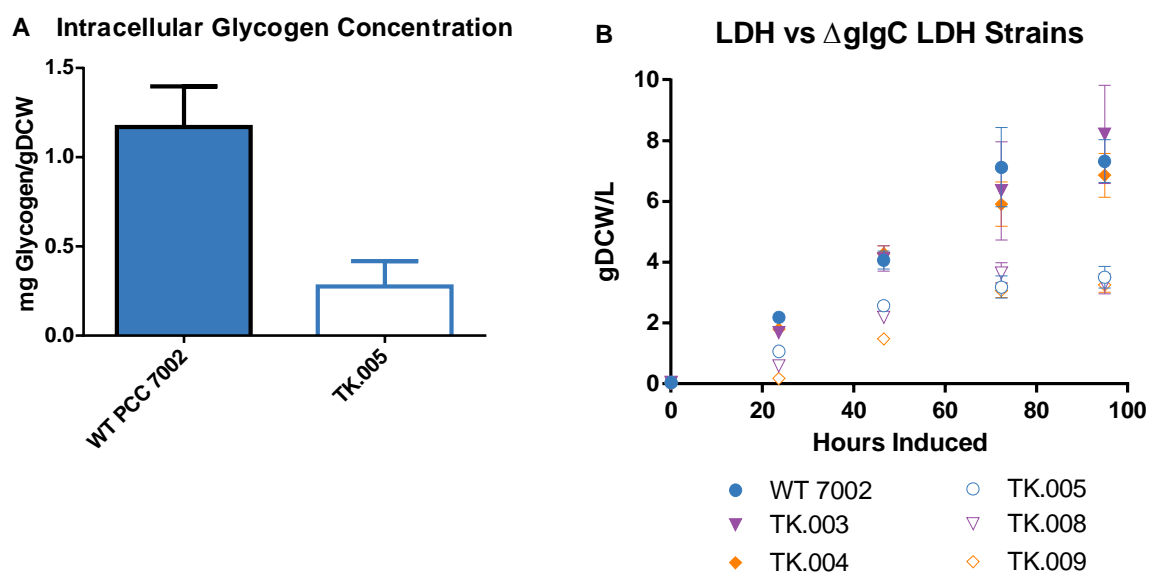 A Intracellular Glycogen Concentration
mg Glycogen/gDCW
1.5
1.0
0.5
0.0
WT PCC 7002
TK.005
B LDH vs ΔglgC LDH Strains
gDCW/L
10
8
6
4
2
0
0 20 40 60 80 100
Hours Induced
WT 7002 TK.005
TK.003 TK.008
TK.004 TK.009